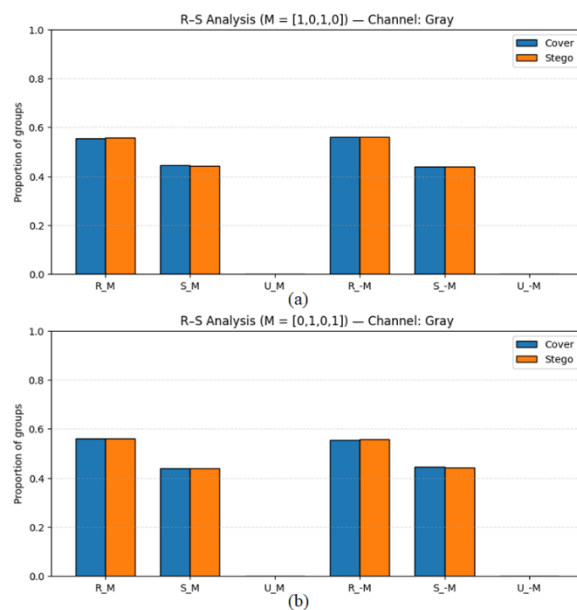 R–S Analysis (M = [1,0,1,0]) — Channel: Gray
Proportion of groups
1.0
0.8
0.6
0.4
0.2
0.0
Cover
Stego
R_M S_M U_M R_-M S_-M U_-M
(a)
R–S Analysis (M = [0,1,0,1]) — Channel: Gray
Proportion of groups
1.0
0.8
0.6
0.4
0.2
0.0
Cover
Stego
R_M S_M U_M R_-M S_-M U_-M
(b)